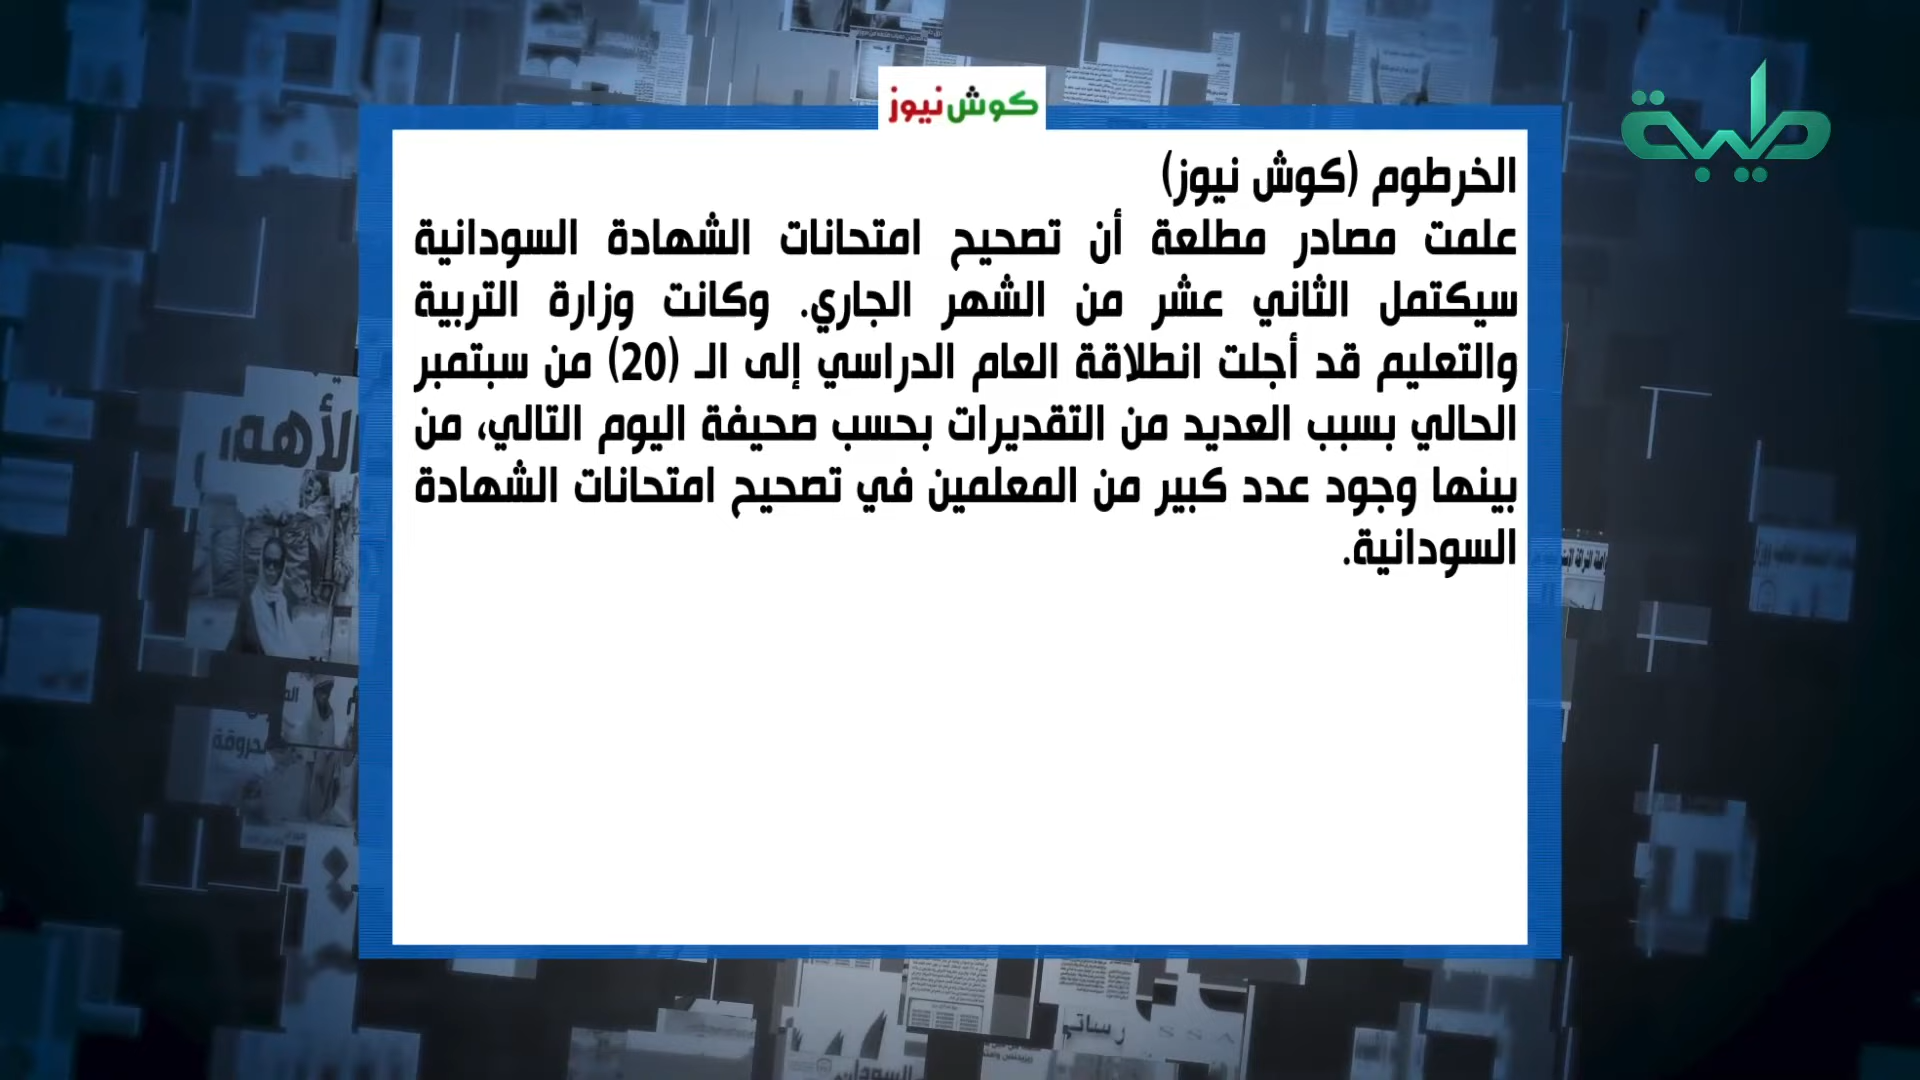 كوش نيوز
طيبة
الخرطوم (كوش نيوز)
علمت مصادر مطلعة أن تصحيح امتحانات الشهادة السودانية
سيكتمل الثاني عشر من الشهر الجاري. وكانت وزارة التربية
والتعليم قد أجلت انطلاقة العام الدراسي إلى الـ (20) من سبتمبر
الحالي بسبب العديد من التقديرات بحسب صحيفة اليوم التالي، من
بينها وجود عدد كبير من المعلمين في تصحيح امتحانات الشهادة
السودانية.